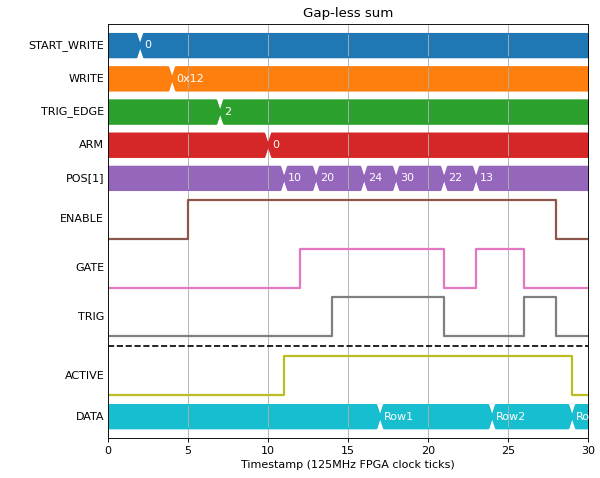 Gap-less sum
START_WRITE 0
WRITE 0x12
TRIG_EDGE 2
ARM 0
POS[1] 10 20 24 30 22 13
ENABLE
GATE
TRIG
ACTIVE
DATA Row1 Row2 Ro
0 5 10 15 20 25 30
Timestamp (125MHz FPGA clock ticks)